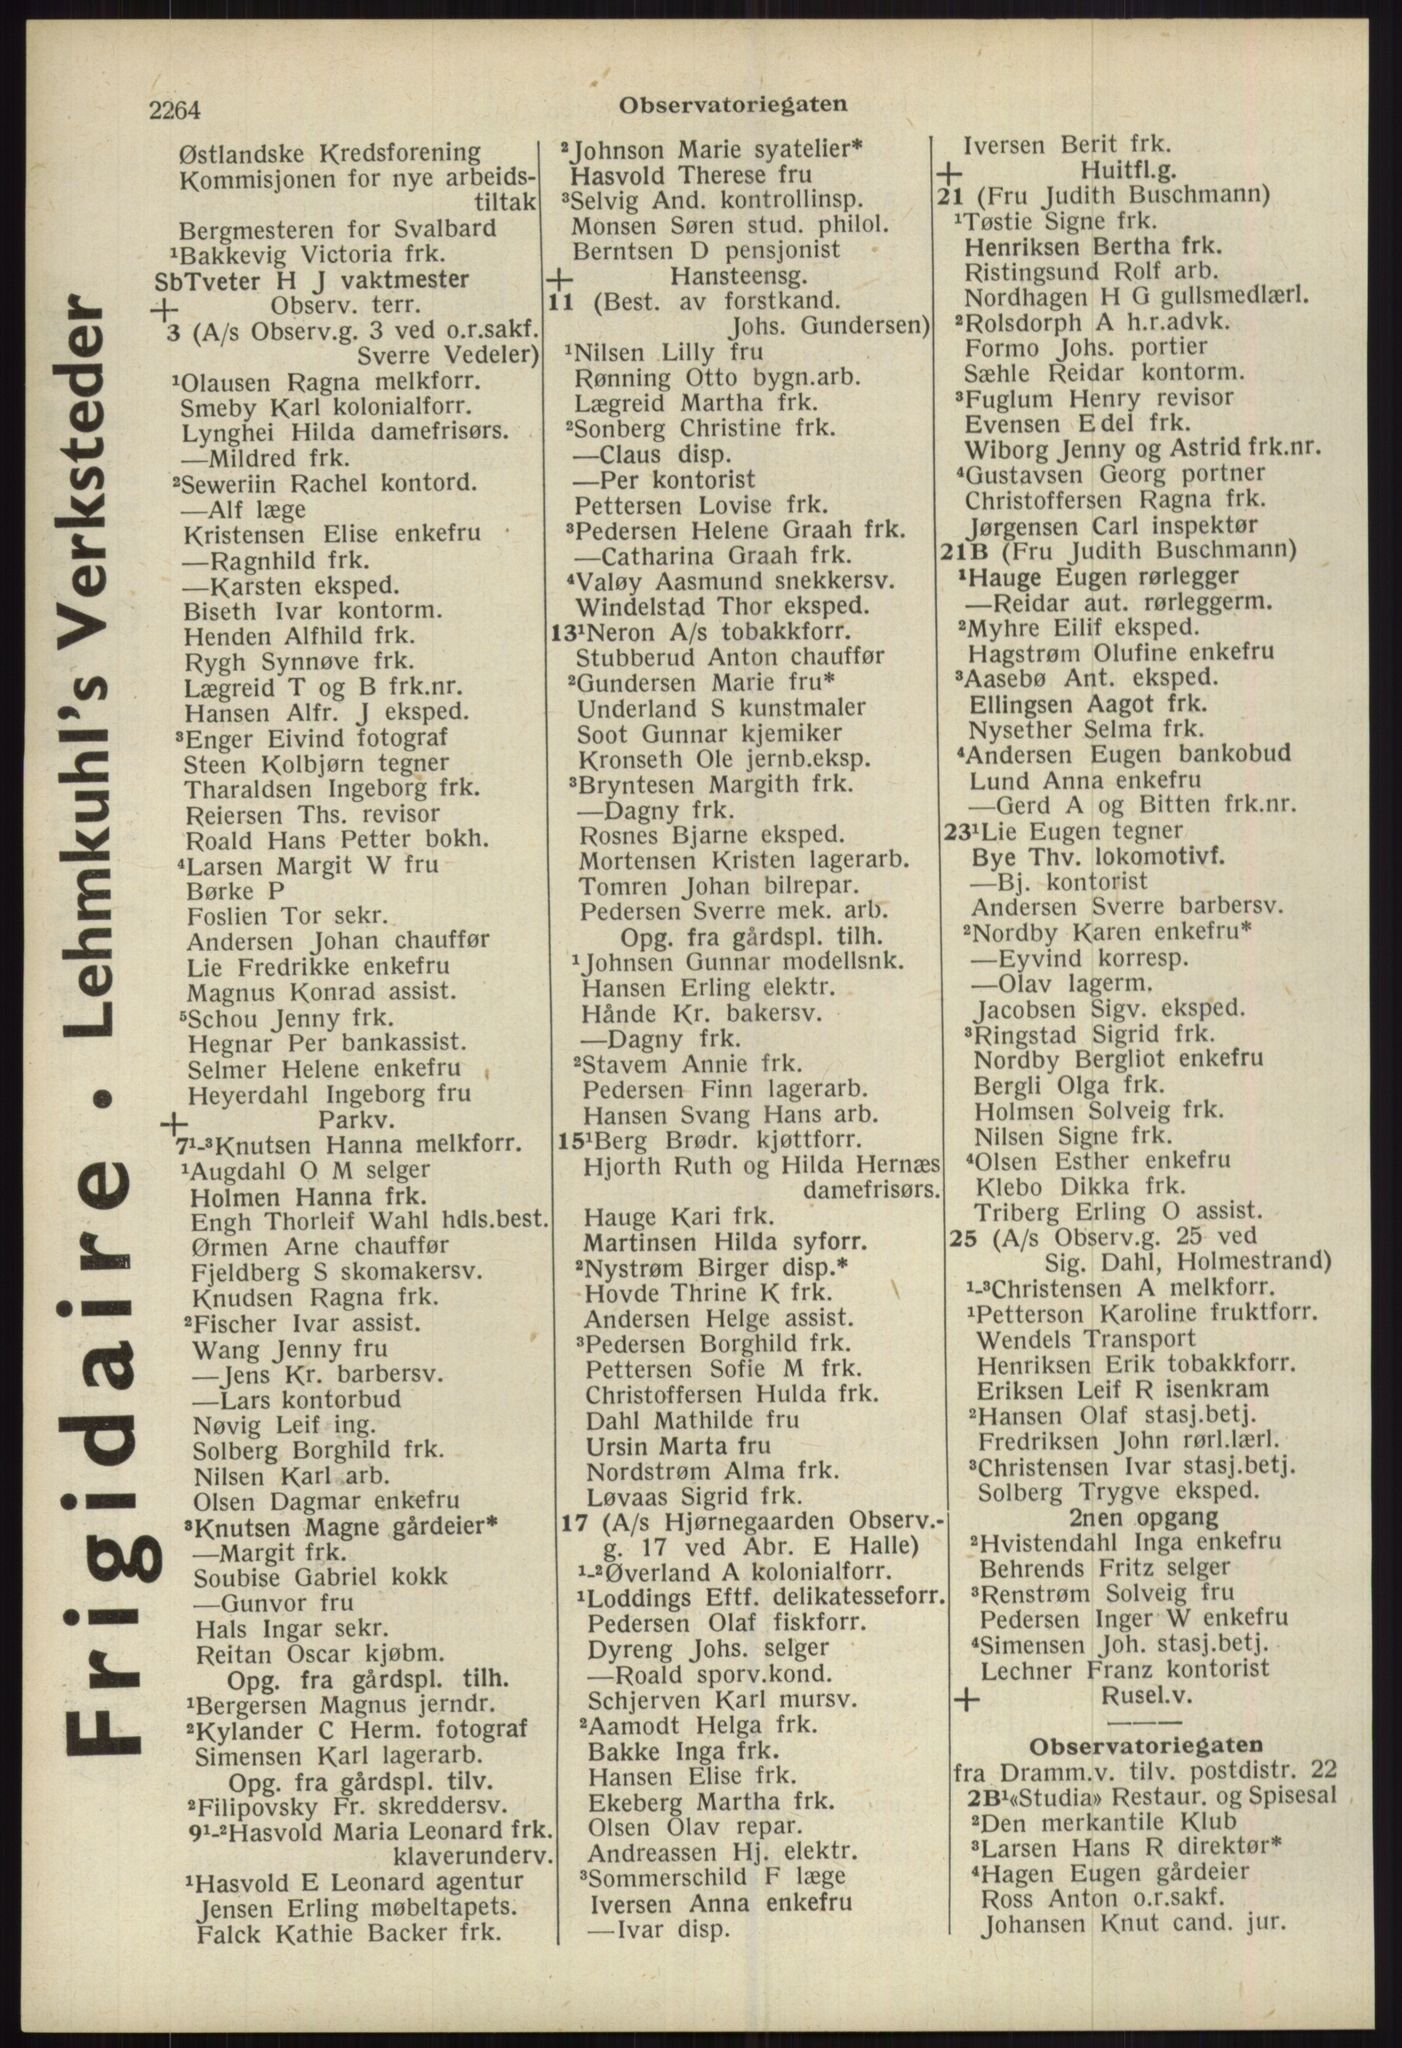 2264
Observatoriegaten
Frigidaire • Lehmkuhl's Verksteder
Østlandske Kredsforening
Kommisjonen for nye arbeids-
tiltak
Bergmesteren for Svalbard
¹Bakkevig Victoria frk.
SbTveter H J vaktmester
+ Observ. terr.
3 (A/s Observ.g. 3 ved o.r.sakf.
Sverre Vedeler)
¹Olausen Ragna melkforr.
Smeby Karl kolonialforr.
Lynghei Hilda damefrisørs.
—Mildred frk.
²Seweriin Rachel kontord.
—Alf læge
Kristensen Elise enkefru
—Ragnhild frk.
—Karsten eksped.
Biseth Ivar kontorm.
Henden Alfhild frk.
Rygh Synnøve frk.
Lægreid T og B frk.nr.
Hansen Alfr. J eksped.
³Enger Eivind fotograf
Steen Kolbjørn tegner
Tharaldsen Ingeborg frk.
Reiersen Ths. revisor
Roald Hans Petter bokh.
⁴Larsen Margit W fru
Børke P
Foslien Tor sekr.
Andersen Johan chauffør
Lie Fredrikke enkefru
Magnus Konrad assist.
⁵Schou Jenny frk.
Hegnar Per bankassist.
Selmer Helene enkefru
Heyerdahl Ingeborg fru
+ Parkv.
7¹-³Knutsen Hanna melkforr.
¹Augdahl O M selger
Holmen Hanna frk.
Engh Thorleif Wahl hdls.best.
Ørmen Arne chauffør
Fjeldberg S skomakersv.
Knudsen Ragna frk.
²Fischer Ivar assist.
Wang Jenny fru
—Jens Kr. barbersv.
—Lars kontorbud
Nøvig Leif ing.
Solberg Borghild frk.
Nilsen Karl arb.
Olsen Dagmar enkefru
³Knutsen Magne gårdeier*
—Margit frk.
Soubise Gabriel kokk
—Gunvor fru
Hals Ingar sekr.
Reitan Oscar kjøbm.
Opg. fra gårdspl. tilh.
¹Bergersen Magnus jerndr.
²Kylander C Herm. fotograf
Simensen Karl lagerarb.
Opg. fra gårdspl. tilv.
²Filipovsky Fr. skreddersv.
9¹-²Hasvold Maria Leonard frk.
klaverunderv.
¹Hasvold E Leonard agentur
Jensen Erling møbeltapets.
Falck Kathie Backer frk.
²Johnson Marie syatelier*
Hasvold Therese fru
³Selvig And. kontrollinsp.
Monsen Søren stud. philol.
Berntsen D pensjonist
+ Hansteensg.
11 (Best. av forstkand.
Johs. Gundersen)
¹Nilsen Lilly fru
Rønning Otto bygn.arb.
Lægreid Martha frk.
²Sonberg Christine frk.
—Claus disp.
—Per kontorist
Pettersen Lovise frk.
³Pedersen Helene Graah frk.
—Catharina Graah frk.
⁴Valøy Aasmund snekkersv.
Windelstad Thor eksped.
13¹Neron A/s tobakkforr.
Stubberud Anton chauffør
²Gundersen Marie fru*
Underland S kunstmaler
Soot Gunnar kjemiker
Kronseth Ole jernb.eksp.
³Bryntesen Margith frk.
—Dagny frk.
Rosnes Bjarne eksped.
Mortensen Kristen lagerarb.
Tomren Johan bilrepar.
Pedersen Sverre mek. arb.
Opg. fra gårdspl. tilh.
¹Johnsen Gunnar modellsnk.
Hansen Erling elektr.
Hånde Kr. bakersv.
—Dagny frk.
²Stavem Annie frk.
Pedersen Finn lagerarb.
Hansen Svang Hans arb.
15¹Berg Brødr. kjøttforr.
Hjorth Ruth og Hilda Hernæs
damefrisørs.
Hauge Kari frk.
Martinsen Hilda syforr.
²Nystrøm Birger disp.*
Hovde Thrine K frk.
Andersen Helge assist.
³Pedersen Borghild frk.
Pettersen Sofie M frk.
Christoffersen Hulda frk.
Dahl Mathilde fru
Ursin Marta fru
Nordstrøm Alma frk.
Løvaas Sigrid frk.
17 (A/s Hjørnegaarden Observ.-
g. 17 ved Abr. E Halle)
¹-²Øverland A kolonialforr.
¹Loddings Eftf. delikatesseforr.
Pedersen Olaf fiskforr.
Dyreng Johs. selger
—Roald sporv.kond.
Schjerven Karl mursv.
²Aamodt Helga frk.
Bakke Inga frk.
Hansen Elise frk.
Ekeberg Martha frk.
Olsen Olav repar.
Andreassen Hj. elektr.
³Sommerschild F læge
Iversen Anna enkefru
—Ivar disp.
Iversen Berit frk.
+ Huitfl.g.
21 (Fru Judith Buschmann)
¹Tøstie Signe frk.
Henriksen Bertha frk.
Ristingsund Rolf arb.
Nordhagen H G gullsmedlærl.
²Rolsdorph A h.r.advk.
Formo Johs. portier
Sæhle Reidar kontorm.
³Fuglum Henry revisor
Evensen Edel frk.
Wiborg Jenny og Astrid frk.nr.
⁴Gustavsen Georg portner
Christoffersen Ragna frk.
Jørgensen Carl inspektør
21B (Fru Judith Buschmann)
¹Hauge Eugen rørlegger
—Reidar aut. rørleggerm.
²Myhre Eilif eksped.
Hagstrøm Olufine enkefru
³Aasebø Ant. eksped.
Ellingsen Aagot frk.
Nysether Selma frk.
⁴Andersen Eugen bankobud
Lund Anna enkefru
—Gerd A og Bitten frk.nr.
23¹Lie Eugen tegner
Bye Thv. lokomotivf.
—Bj. kontorist
Andersen Sverre barbersv.
²Nordby Karen enkefru*
—Eyvind korresp.
—Olav lagerm.
Jacobsen Sigv. eksped.
³Ringstad Sigrid frk.
Nordby Bergliot enkefru
Bergli Olga frk.
Holmsen Solveig frk.
Nilsen Signe frk.
⁴Olsen Esther enkefru
Klebo Dikka frk.
Triberg Erling O assist.
25 (A/s Observ.g. 25 ved
Sig. Dahl, Holmestrand)
¹-³Christensen A melkforr.
¹Petterson Karoline fruktforr.
Wendels Transport
Henriksen Erik tobakkforr.
Eriksen Leif R isenkram
²Hansen Olaf stasj.betj.
Fredriksen John rørl.lærl.
³Christensen Ivar stasj.betj.
Solberg Trygve eksped.
2nen opgang
²Hvistendahl Inga enkefru
Behrends Fritz selger
³Renstrøm Solveig fru
Pedersen Inger W enkefru
⁴Simensen Joh. stasj.betj.
Lechner Franz kontorist
+ Rusel.v.
Observatoriegaten
fra Dramm.v. tilv. postdistr. 22
2B¹«Studia» Restaur. og Spisesal
²Den merkantile Klub
³Larsen Hans R direktør*
⁴Hagen Eugen gårdeier
Ross Anton o.r.sakf.
Johansen Knut cand. jur.